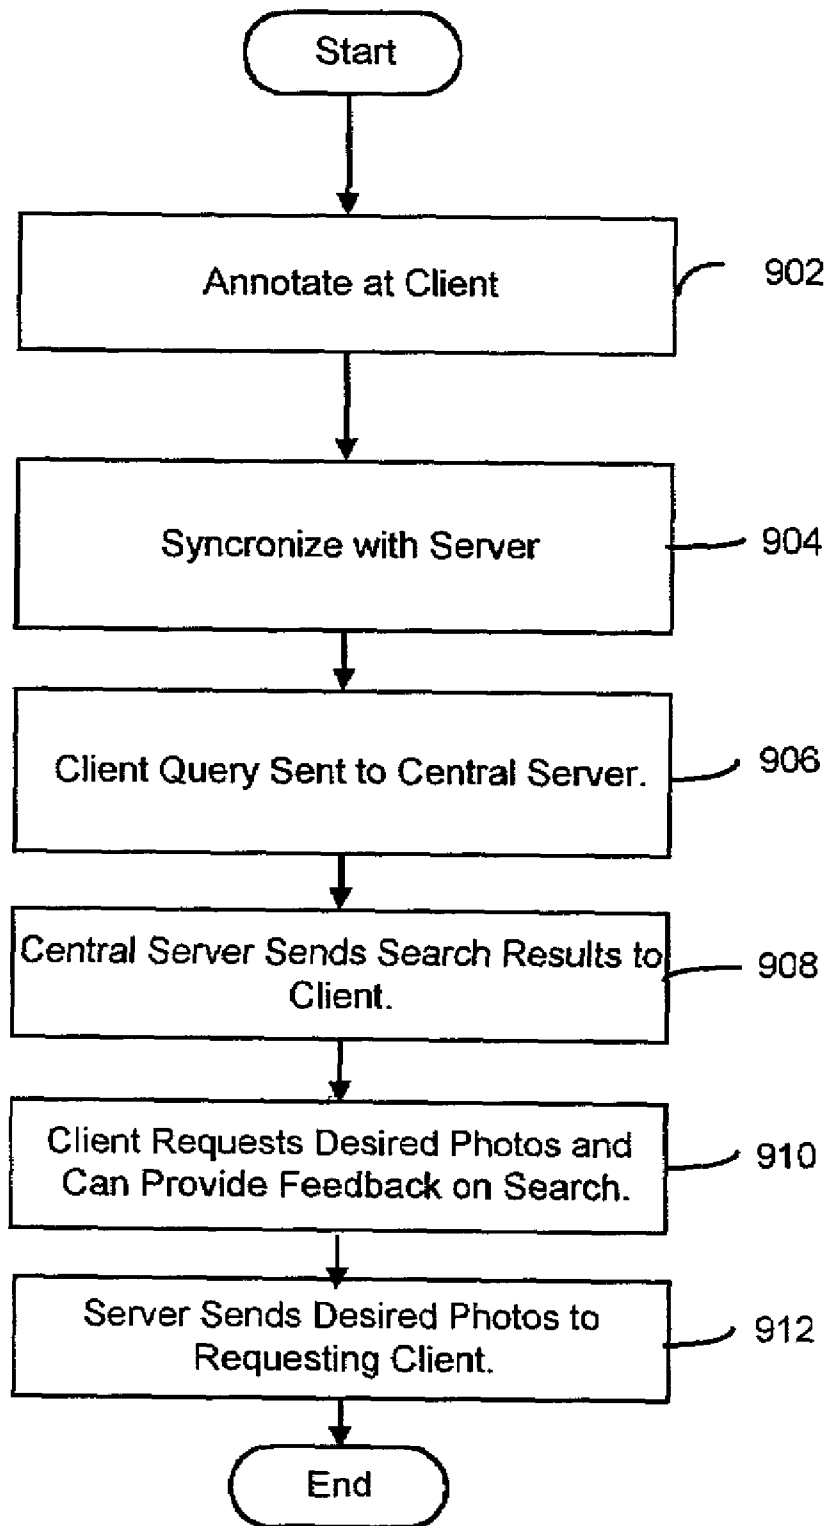 Start
Annotate at Client
902
Syncronize with Server
904
Client Query Sent to Central Server.
906
Central Server Sends Search Results to
Client.
908
Client Requests Desired Photos and
Can Provide Feedback on Search.
910
Server Sends Desired Photos to
Requesting Client.
912
End